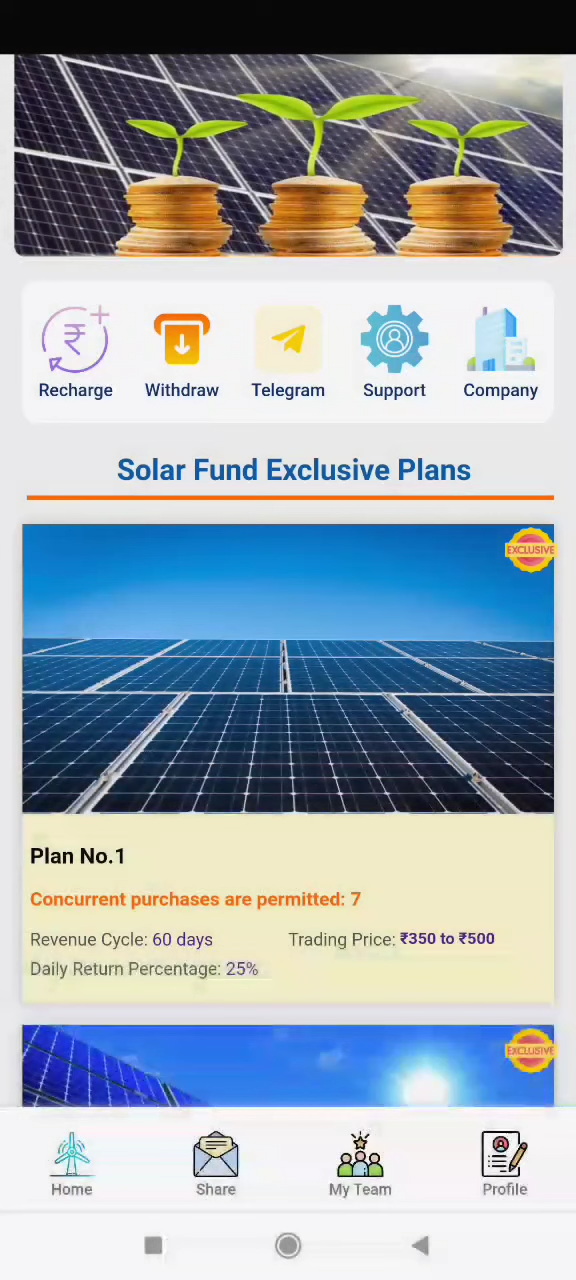 Recharge Withdraw Telegram Support Company
Solar Fund Exclusive Plans
EXCLUSIVE
Plan No.1
Concurrent purchases are permitted: 7
Revenue Cycle: 60 days Trading Price: ₹350 to ₹500
Daily Return Percentage: 25%
EXCLUSIVE
Home Share My Team Profile